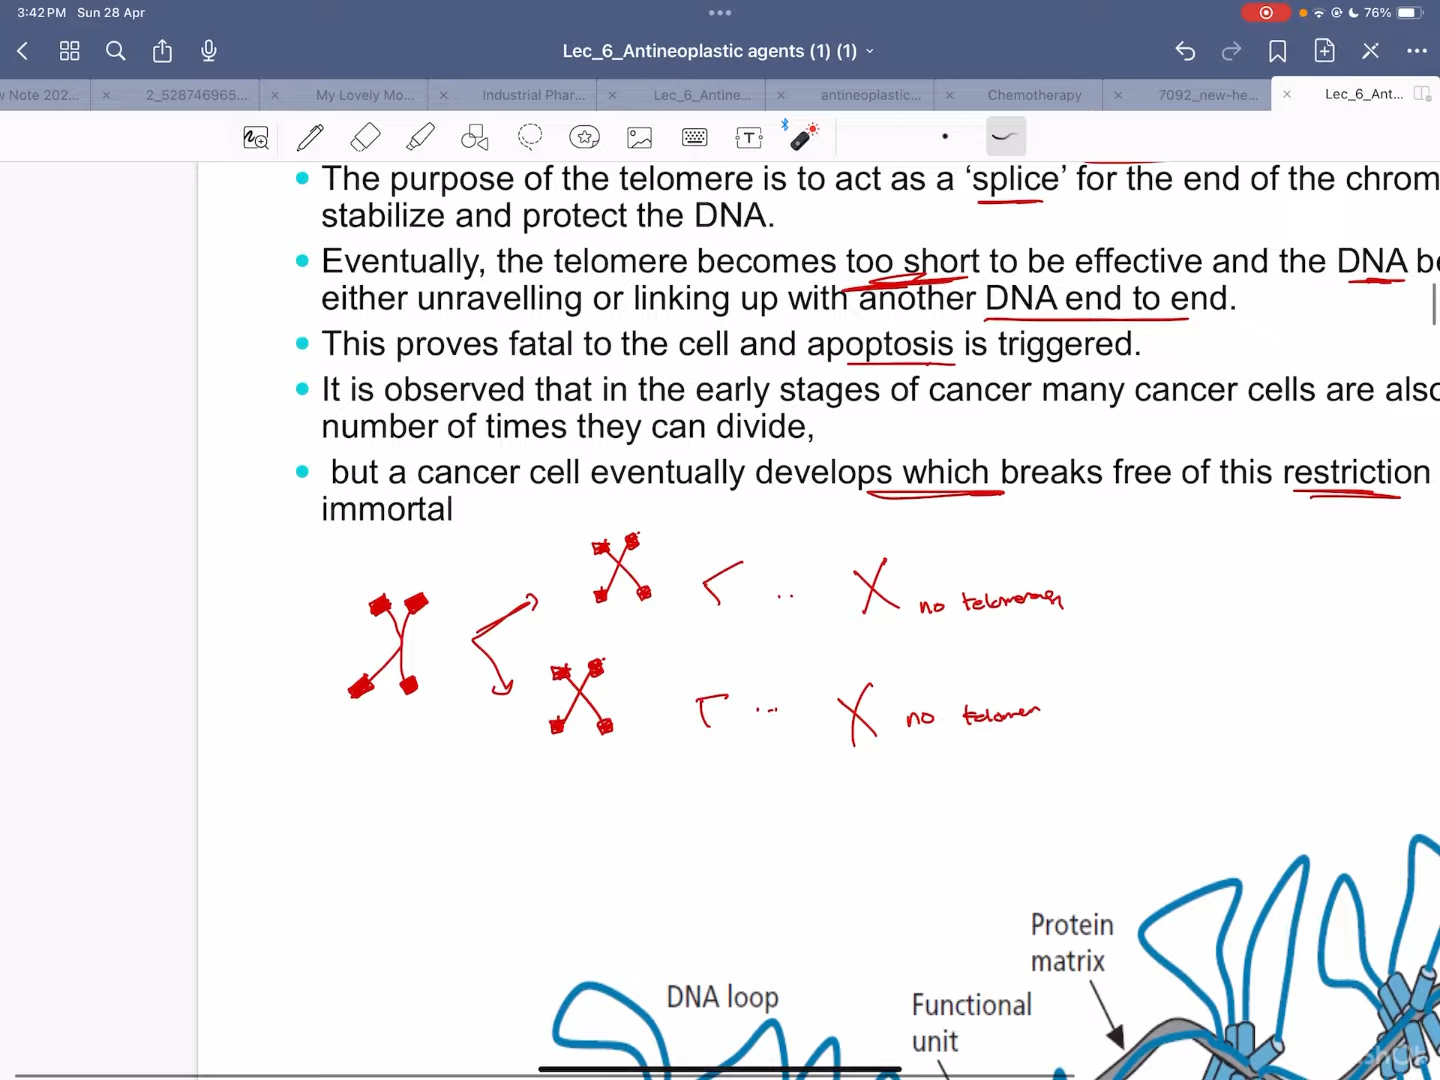 3:42 PM Sun 28 Apr
76%
Lec_6_Antineoplastic agents (1) (1)
w Note 202...
2_528746965...
My Lovely Mo...
Industrial Phar...
Lec_6_Antine...
antineoplastic...
Chemotherapy
7092_new-he...
Lec_6_Ant...
The purpose of the telomere is to act as a ‘splice’ for the end of the chrom
stabilize and protect the DNA.
Eventually, the telomere becomes too short to be effective and the DNA be
either unravelling or linking up with another DNA end to end.
This proves fatal to the cell and apoptosis is triggered.
It is observed that in the early stages of cancer many cancer cells are also
number of times they can divide,
but a cancer cell eventually develops which breaks free of this restriction
immortal
no
no
Protein
matrix
DNA loop
Functional
unit